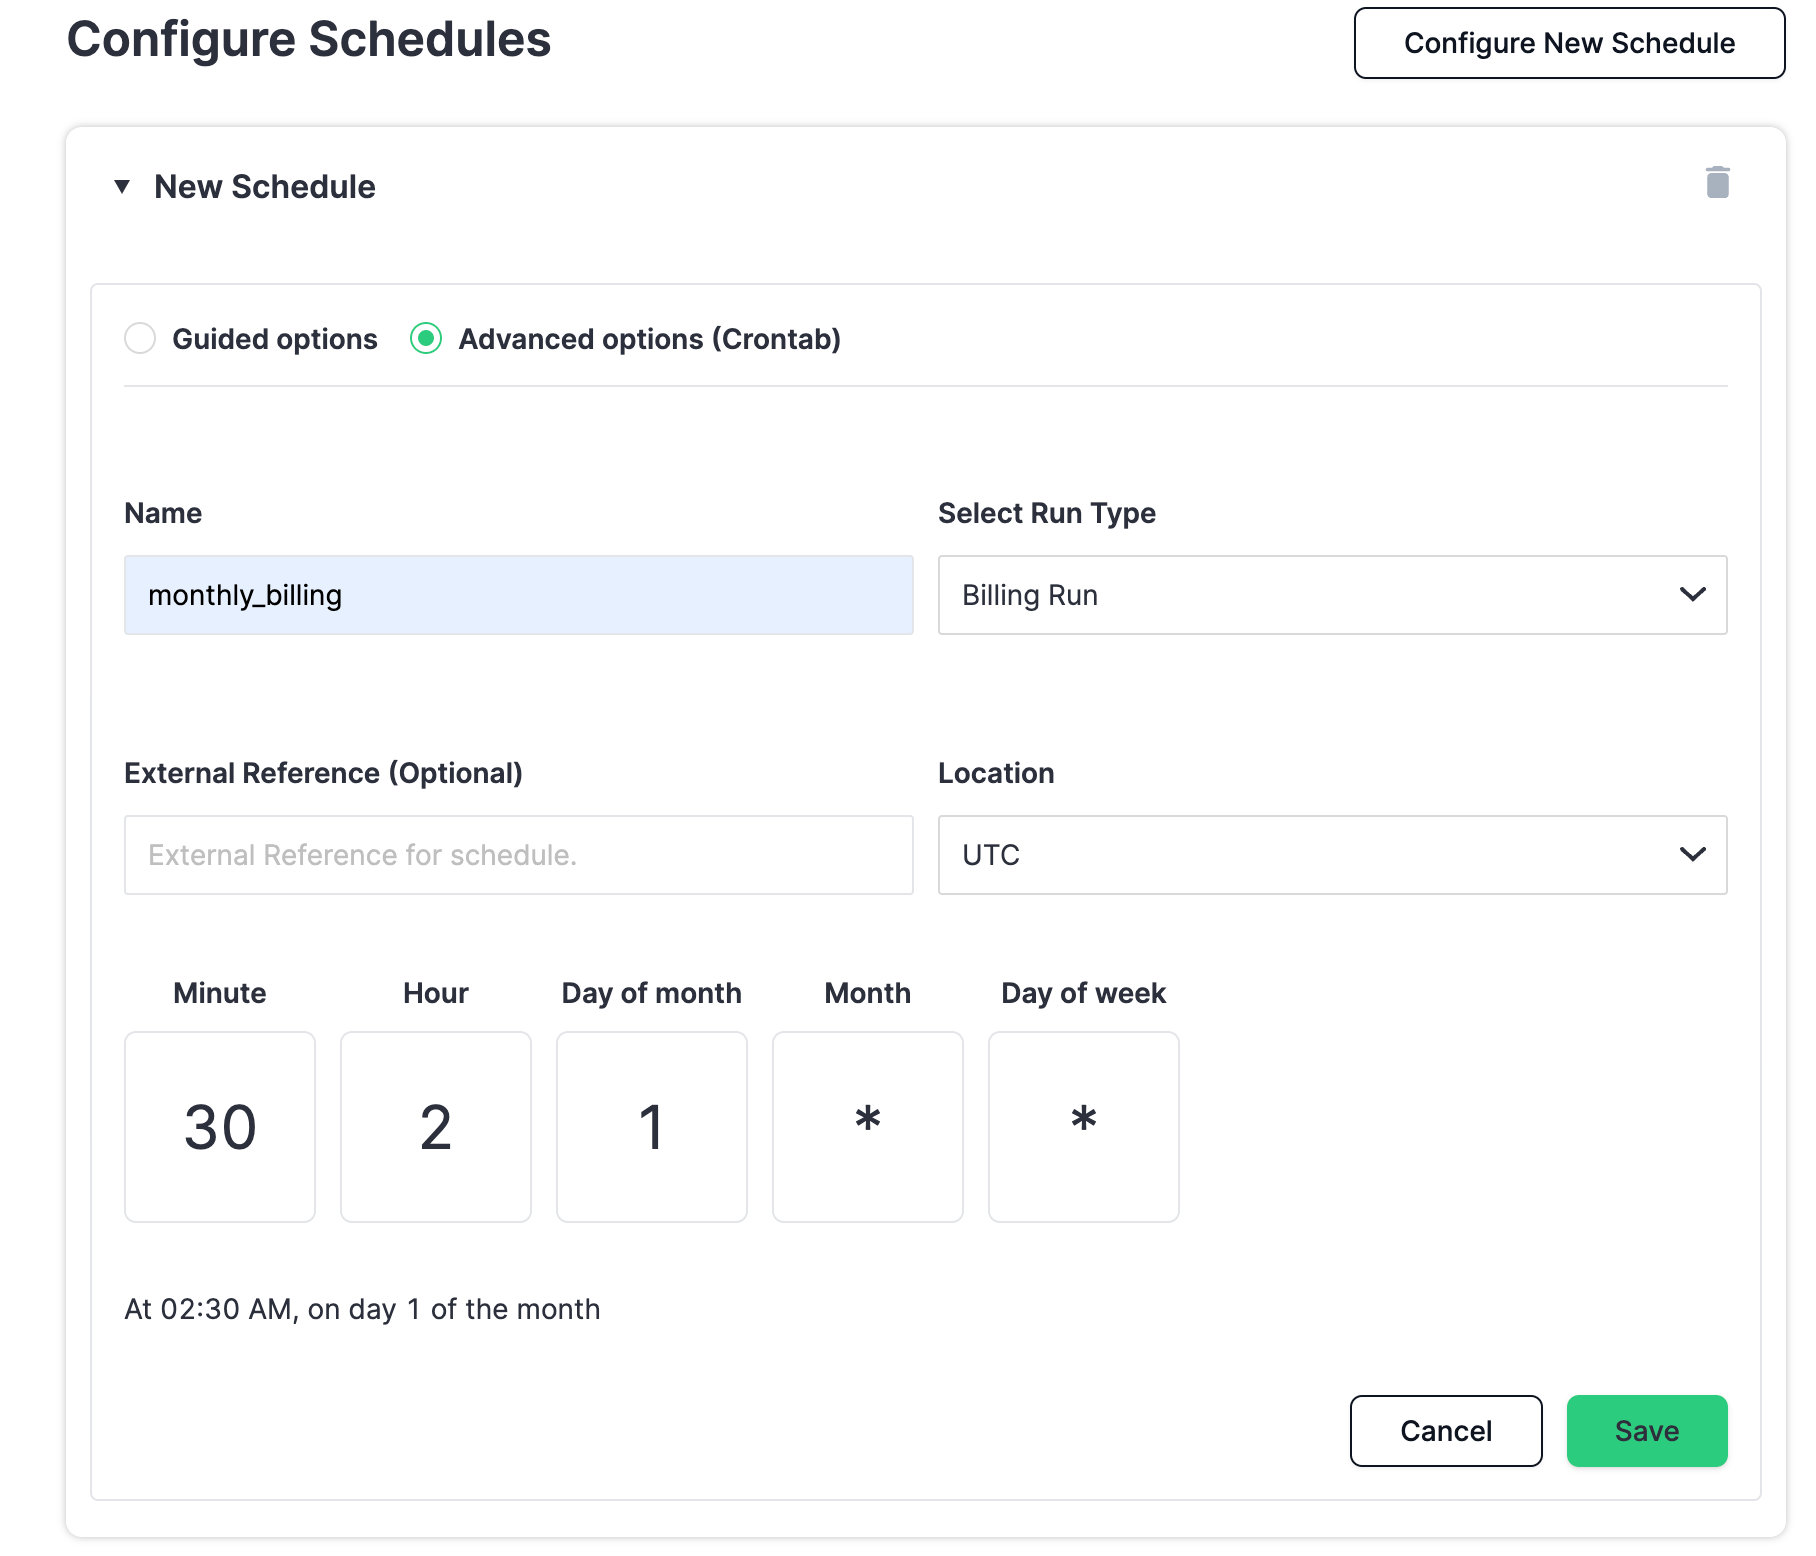 Configure Schedules
Configure New Schedule
▼ New Schedule
Guided options Advanced options (Crontab)
Name
Select Run Type
monthly_billing
Billing Run
External Reference (Optional)
Location
External Reference for schedule.
UTC
Minute Hour Day of month Month Day of week
30 2 1 * *
At 02:30 AM, on day 1 of the month
Cancel
Save